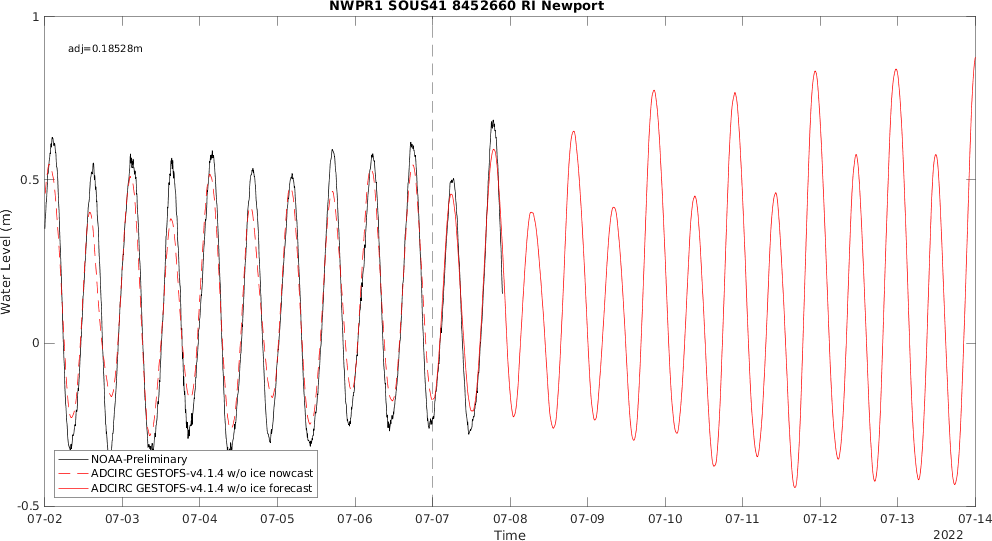 NWPR1 SOUS41 8452660 RI Newport
adj=0.18528m
1
0.5
0
-0.5
Water Level (m)
NOAA-Preliminary
ADCIRC GESTOFS-v4.1.4 w/o ice nowcast
ADCIRC GESTOFS-v4.1.4 w/o ice forecast
07-02 07-03 07-04 07-05 07-06 07-07 07-08 07-09 07-10 07-11 07-12 07-13 07-14
Time
2022